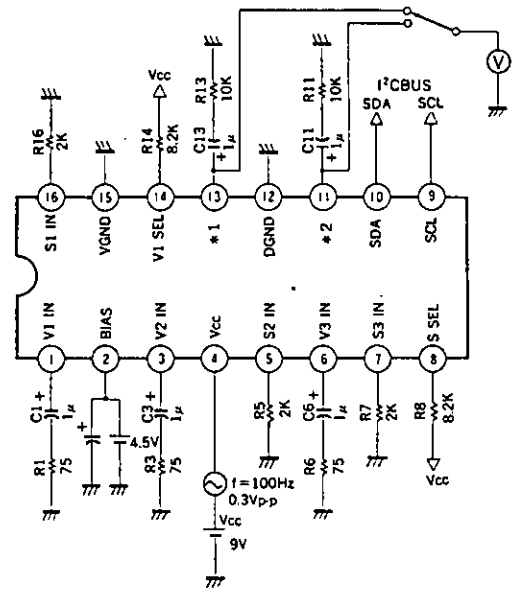 I²CBUS
SDA
SCL
V
Vcc
R16
2K
R14
8.2K
R13
10K
C13
+
1μ
R11
10K
C11
+
1μ
16
15
14
13
12
11
10
9
S1 IN
YGND
V1 SEL
*1
DGND
*2
SDA
SCL
V1 IN
BIAS
V2 IN
Vcc
S2 IN
V3 IN
S3 IN
S SEL
1
2
3
4
5
6
7
8
C1
+
1μ
R1
75
+
4.5V
C3
+
1μ
R3
75
f=100Hz
0.3Vp-p
Vcc
9V
R5
2K
C6
+
1μ
R6
75
R7
2K
R8
8.2K
Vcc